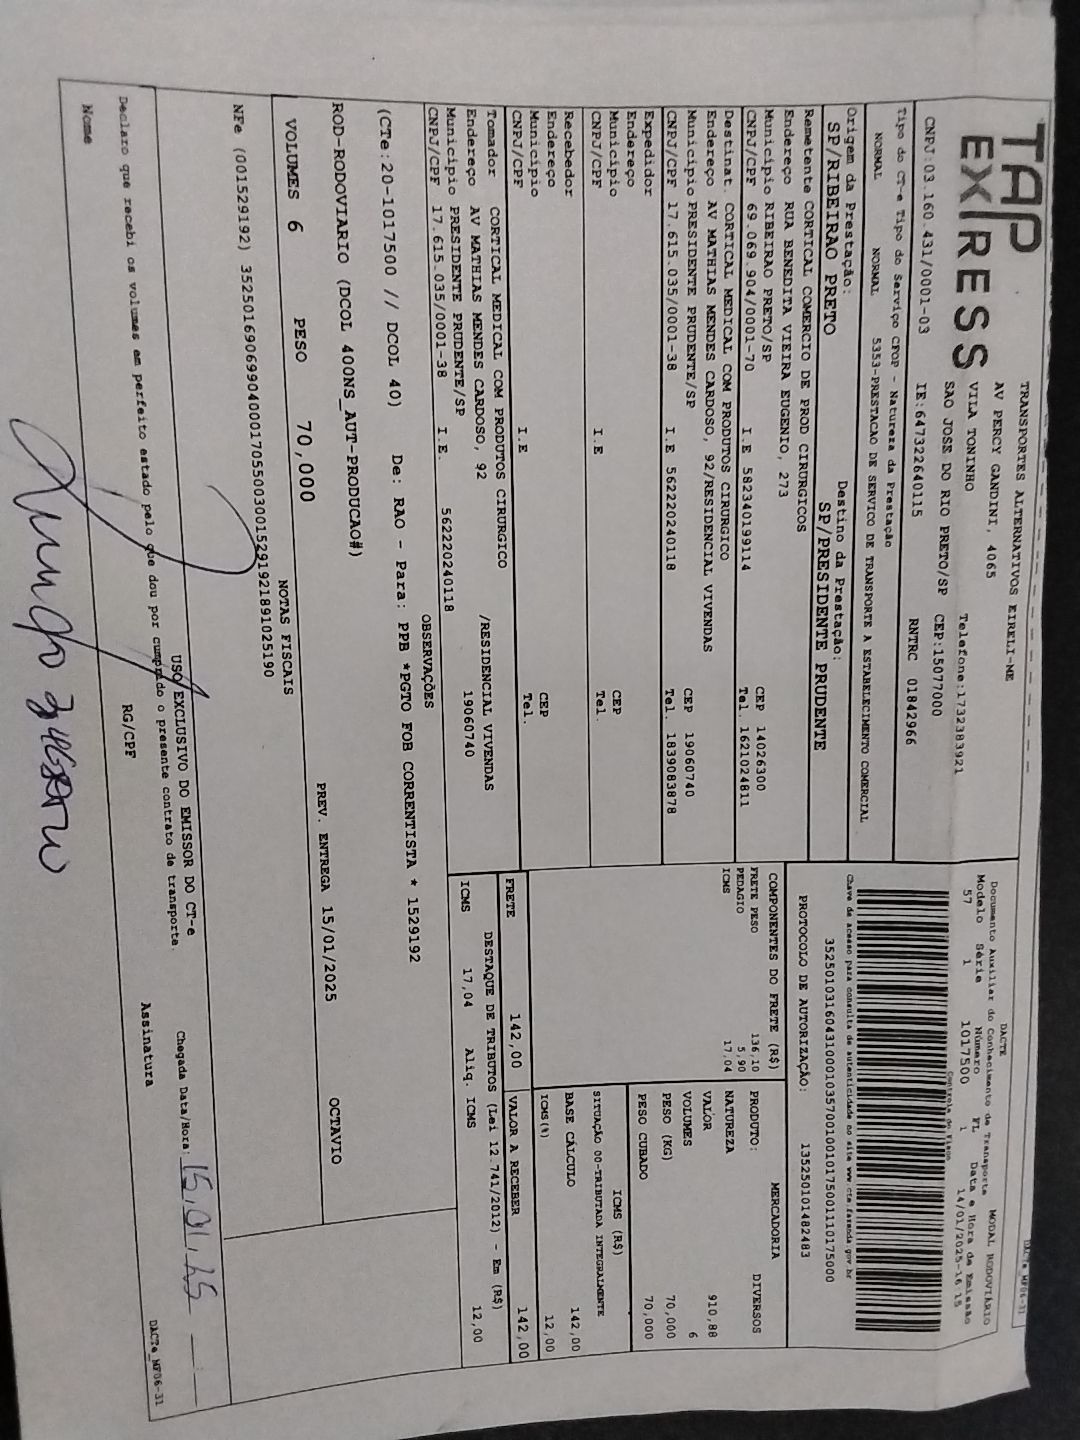 DACTe_MF06-31
TAP
EXPRESS
TRANSPORTES ALTERNATIVOS EIRELI-ME
AV PERCY GANDINI, 4065
VILA TONINHO
Telefone:1732383921
SAO JOSE DO RIO PRETO/SP CEP:15077000
CNPJ:03.160.431/0001-03 IE:647322640115 RNTRC 01842966
DACTE MODAL RODOVIÁRIO
Documento Auxiliar do Conhecimento de Transporte
Modelo Série Número FL Data e Hora de Emissão
57 1 1017500 1 14/01/2025-16:15
Controle do Fisco
Chave de acesso para consulta de autenticidade no site www.cte.fazenda.gov.br
PROTOCOLO DE AUTORIZAÇÃO: 135250101482483
Tipo do CT-e Tipo do Serviço CFOP - Natureza da Prestação
NORMAL NORMAL 5353-PRESTACAO DE SERVICO DE TRANSPORTE A ESTABELECIMENTO COMERCIAL
Origem da Prestação: Destino da Prestação:
SP/RIBEIRAO PRETO SP/PRESIDENTE PRUDENTE
Remetente CORTICAL COMERCIO DE PROD CIRURGICOS
Endereço RUA BENEDITA VIEIRA EUGENIO, 273
Município RIBEIRAO PRETO/SP CEP 14026300
CNPJ/CPF 69.069.904/0001-70 I.E 582340199114 Tel. 1621024811
Destinat. CORTICAL MEDICAL COM PRODUTOS CIRURGICO
Endereço AV MATHIAS MENDES CARDOSO, 92/RESIDENCIAL VIVENDAS
Município PRESIDENTE PRUDENTE/SP CEP 19060740
CNPJ/CPF 17.615.035/0001-38 I.E 562220240118 Tel. 1839083878
Expedidor
Endereço
Município CEP
CNPJ/CPF I.E Tel.
Recebedor
Endereço
Município CEP
CNPJ/CPF I.E Tel.
Tomador CORTICAL MEDICAL COM PRODUTOS CIRURGICO
Endereço AV MATHIAS MENDES CARDOSO, 92 /RESIDENCIAL VIVENDAS
Município PRESIDENTE PRUDENTE/SP 19060740
CNPJ/CPF 17.615.035/0001-38 I.E. 562220240118
COMPONENTES DO FRETE (R$)
FRETE PESO 136,10
PEDAGIO 5,90
ICMS 17,04
MERCADORIA
PRODUTO: DIVERSOS
NATUREZA
VALOR 910,88
VOLUMES 6
PESO (KG) 70,000
PESO CUBADO 70,000
ICMS (R$)
SITUAÇÃO 00-TRIBUTADA INTEGRALMENTE
BASE CÁLCULO 142,00
ICMS(%) 12,00
FRETE 142,00 VALOR A RECEBER 142,00
DESTAQUE DE TRIBUTOS (Lei 12.741/2012) - Em (R$)
ICMS 17,04 Aliq. ICMS 12,00
OBSERVAÇÕES
(CTe:20-1017500 // DCOL 40) De: RAO - Para: PPB *PGTO FOB CORRENTISTA * 1529192
ROD-RODOVIARIO (DCOL 40ONS_AUT-PRODUCAO#)
PREV. ENTREGA 15/01/2025 OCTAVIO
VOLUMES 6 PESO 70,000
NOTAS FISCAIS
NFe (001529192)
USO EXCLUSIVO DO EMISSOR DO CT-e
Declaro que recebi os volumes em perfeito estado pelo que dou por cumprido o presente contrato de transporte.
Chegada Data/Hora: 15.01.25
Nome RG/CPF Assinatura
DACTe_MF06-31